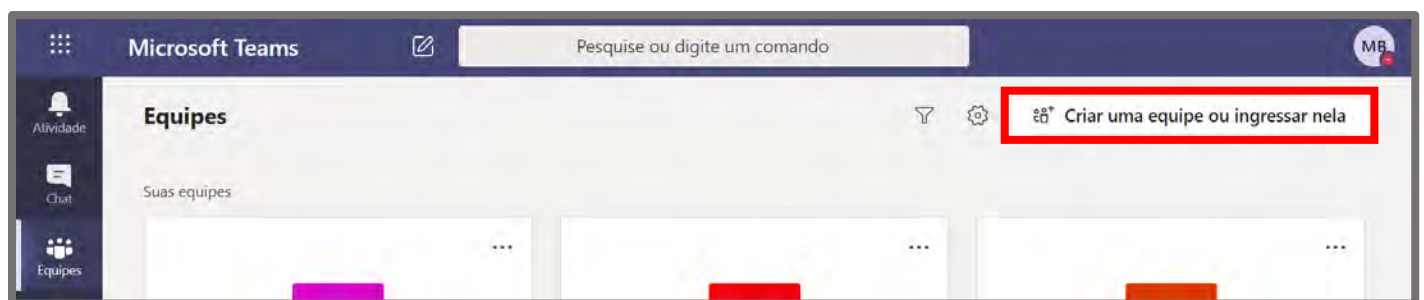 Microsoft Teams
Pesquise ou digite um comando
MB
Atividade
Equipes
Criar uma equipe ou ingressar nela
Chat
Suas equipes
Equipes